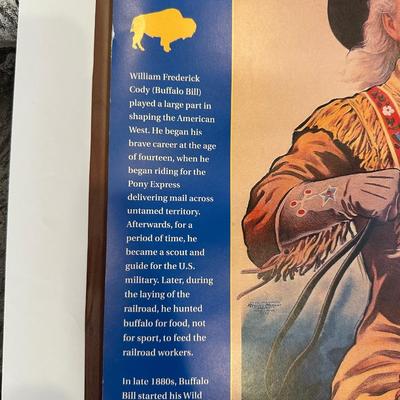 William Frederick
Cody (Buffalo Bill)
played a large part in
shaping the American
West. He began his
brave career at the age
of fourteen, when he
began riding for the
Pony Express
delivering mail across
untamed territory.
Afterwards, for a
period of time, he
became a scout and
guide for the U.S.
military. Later, during
the laying of the
railroad, he hunted
buffalo for food, not
for sport, to feed the
railroad workers.
In late 1880s, Buffalo
Bill started his Wild